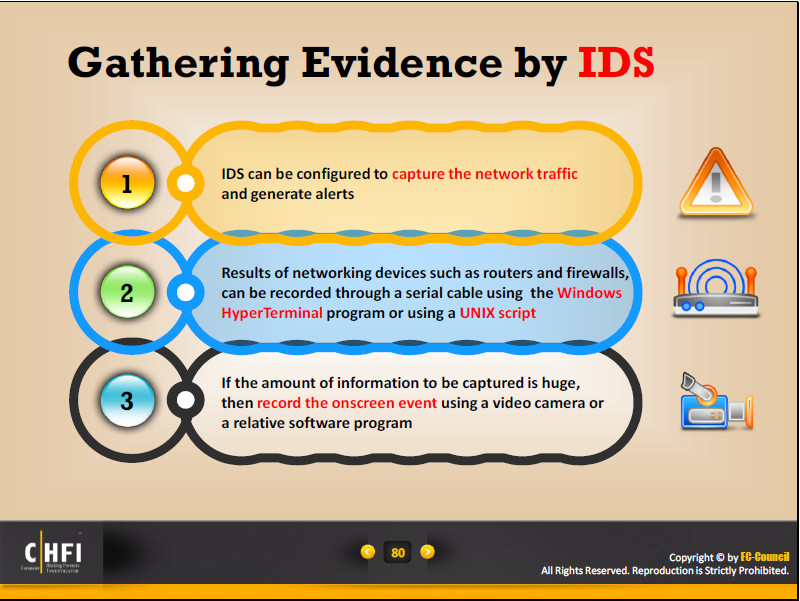 Gathering Evidence by IDS
1
IDS can be configured to capture the network traffic
and generate alerts
2
Results of networking devices such as routers and firewalls,
can be recorded through a serial cable using the Windows
HyperTerminal program or using a UNIX script
3
If the amount of information to be captured is huge,
then record the onscreen event using a video camera or
a relative software program
CHFI
Computer Hacking Forensic
INVESTIGATOR
80
Copyright © by EC-Council
All Rights Reserved. Reproduction is Strictly Prohibited.